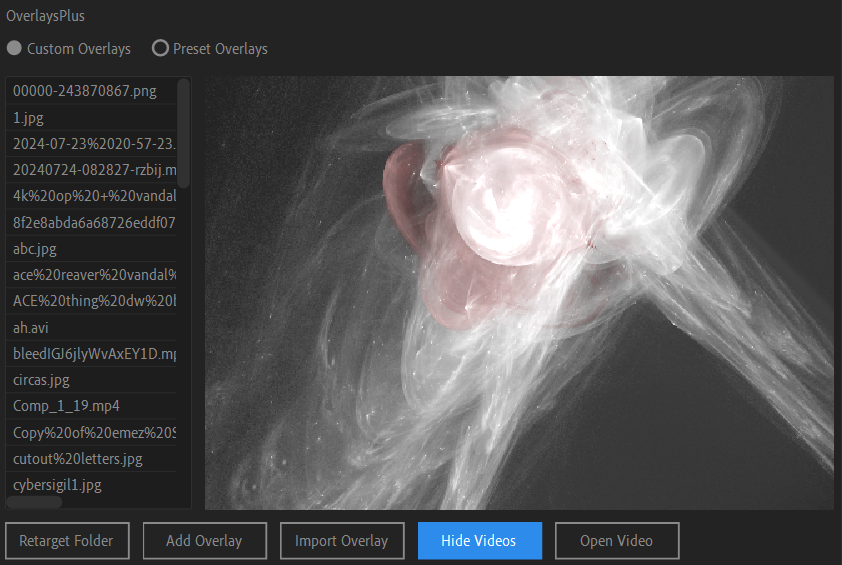 OverlaysPlus
Custom Overlays Preset Overlays
00000-243870867.png
1.jpg
2024-07-23%2020-57-23.
20240724-082827-rzbij.m
4k%20op%20+%20vandal
8f2e8abda6a68726eddf07
abc.jpg
ace%20reaver%20vandal%
ACE%20thing%20dw%20
ah.avi
bleedIGJ6jlyWvAxEY1D.mp
circas.jpg
Comp_1_19.mp4
Copy%20of%20emez%20S
cutout%20letters.jpg
cybersigil1.jpg
Retarget Folder Add Overlay Import Overlay Hide Videos Open Video